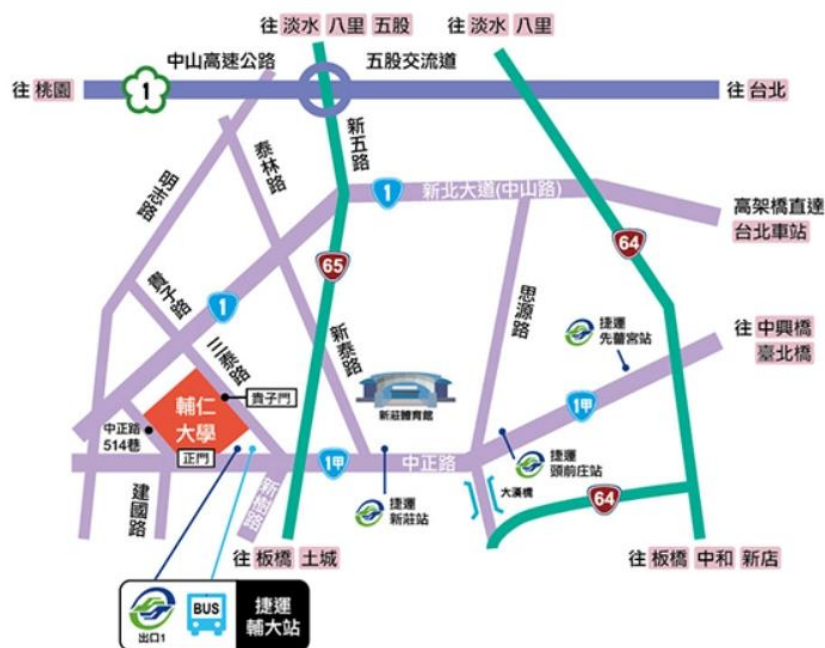 往 淡水 八里 五股
往 淡水 八里
中山高速公路
五股交流道
往 桃園
1
往 台北
新五路
泰林路
明志路
1
新北大道(中山路)
高架橋直達
台北車站
65
64
貴子路
1
思源路
捷運
先嗇宮站
往 中興橋
臺北橋
三泰路
新泰路
貴子門
輔仁
大學
新莊體育館
1甲
中正路
514巷
正門
1甲
中正路
捷運
頭前庄站
建國路
新樹路
捷運
新莊站
大漢橋
64
往 板橋 土城
往 板橋 中和 新店
出口1
BUS
捷運
輔大站